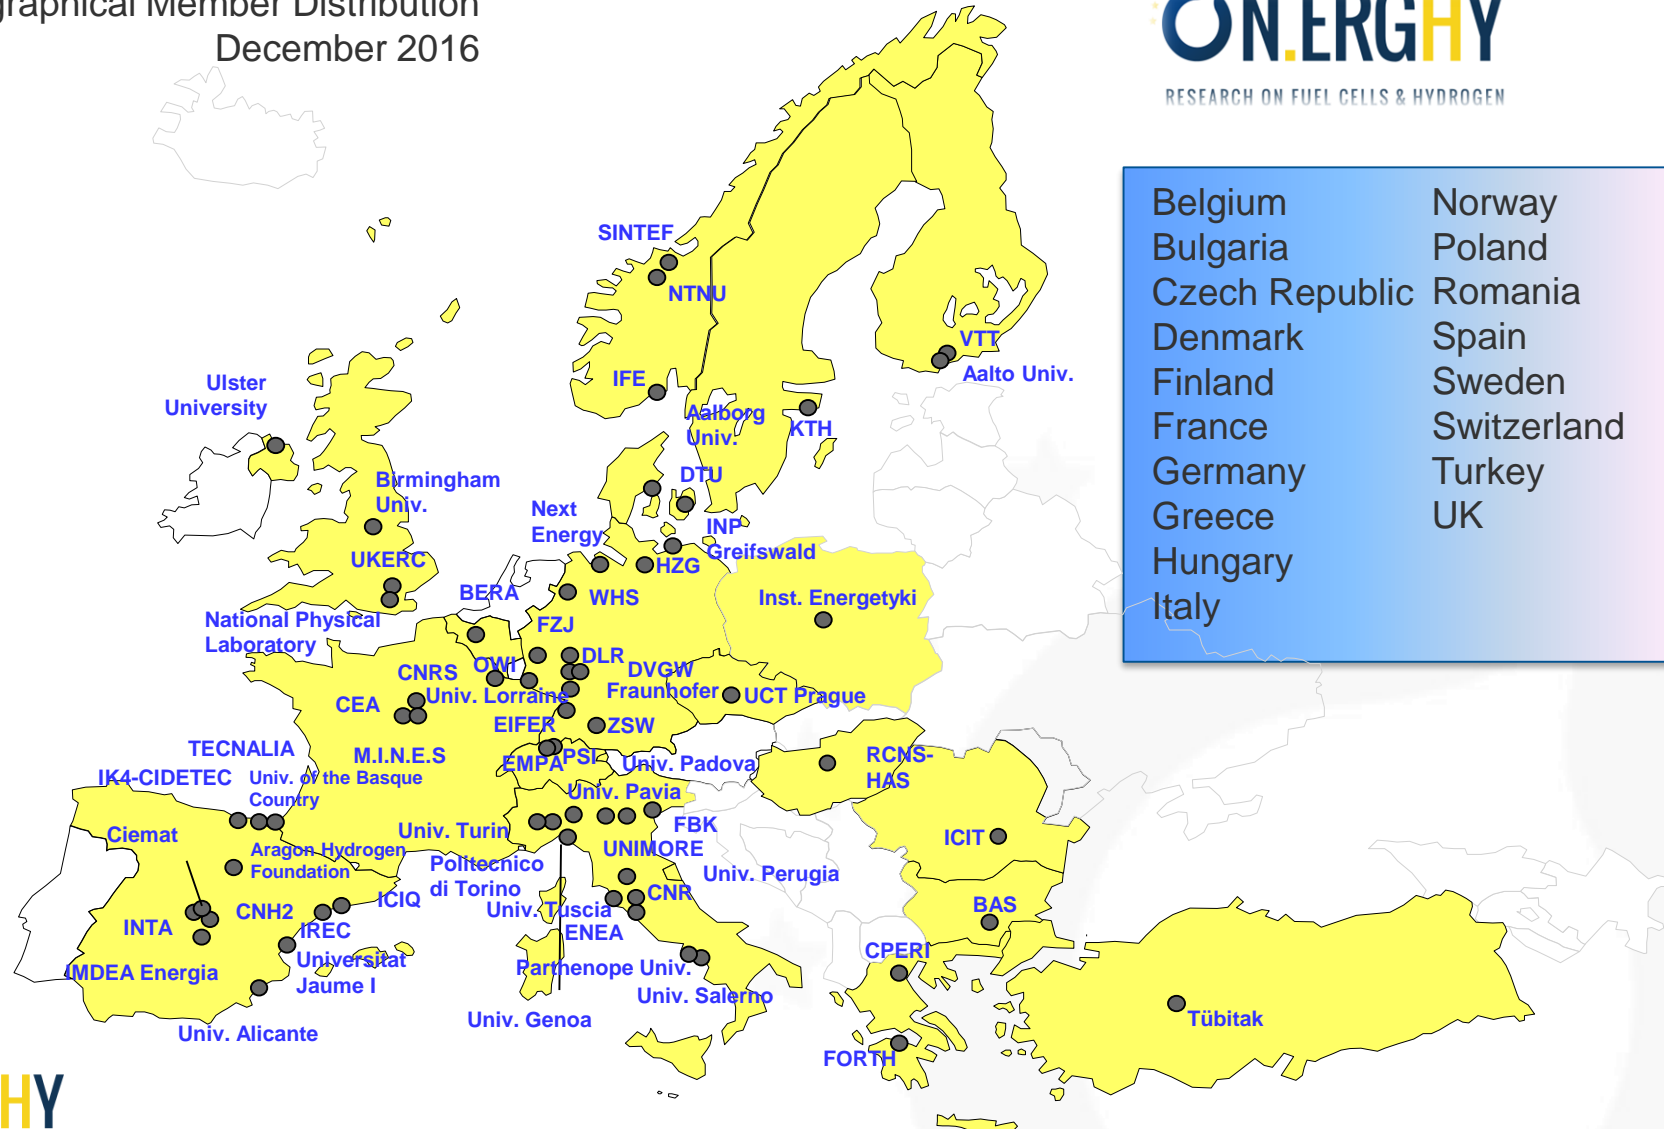 graphical Member Distribution
December 2016
ON.ERGHY
RESEARCH ON FUEL CELLS & HYDROGEN
Belgium
Bulgaria
Czech Republic
Denmark
Finland
France
Germany
Greece
Hungary
Italy
Norway
Poland
Romania
Spain
Sweden
Switzerland
Turkey
UK
SINTEF
NTNU
VTT
Aalto Univ.
IFE
Ulster
University
Aalborg
Univ.
KTH
Birmingham
Univ.
DTU
Next
Energy
INP
Greifswald
UKERC
HZG
BERA
WHS
Inst. Energetyki
National Physical
Laboratory
FZJ
CNRS
OWI
DLR
DVGW
Fraunhofer
UCT Prague
CEA
Univ. Lorraine
EIFER
ZSW
TECNALIA
M.I.N.E.S
EMPA
PSI
Univ. Padova
RCNS-
HAS
IK4-CIDETEC
Univ. of the Basque
Country
Univ. Pavia
Ciemat
Univ. Turin
FBK
ICIT
Aragon Hydrogen
Foundation
Politecnico
di Torino
UNIMORE
Univ. Perugia
ICIQ
CNR
INTA
CNH2
IREC
Univ. Tuscia
ENEA
BAS
IMDEA Energia
Universitat
Jaume I
Parthenope Univ.
CPERI
Univ. Salerno
Univ. Alicante
Univ. Genoa
Tübitak
FORTH
HY